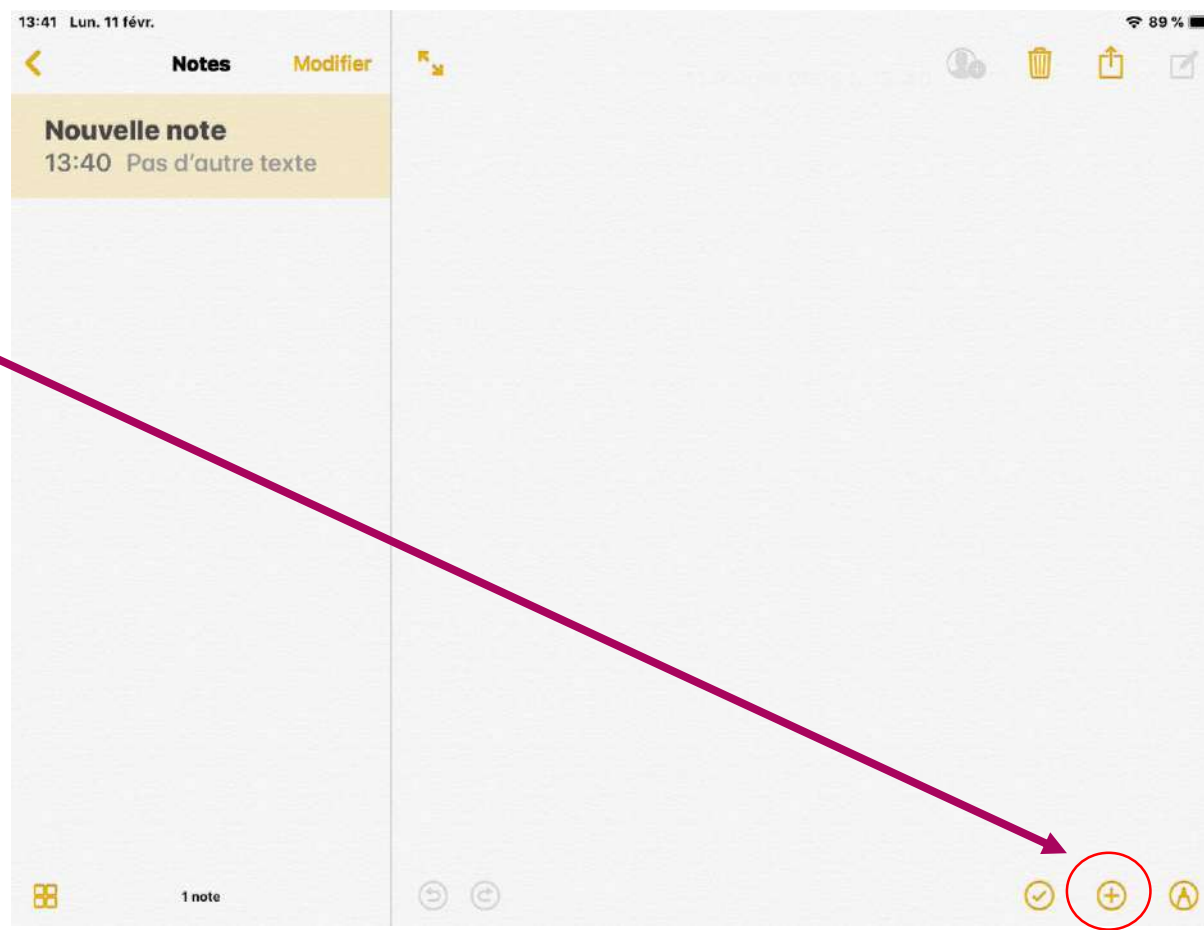 13:41 Lun. 11 févr.
89 %
Notes
Modifier
Nouvelle note
13:40 Pas d'autre texte
1 note